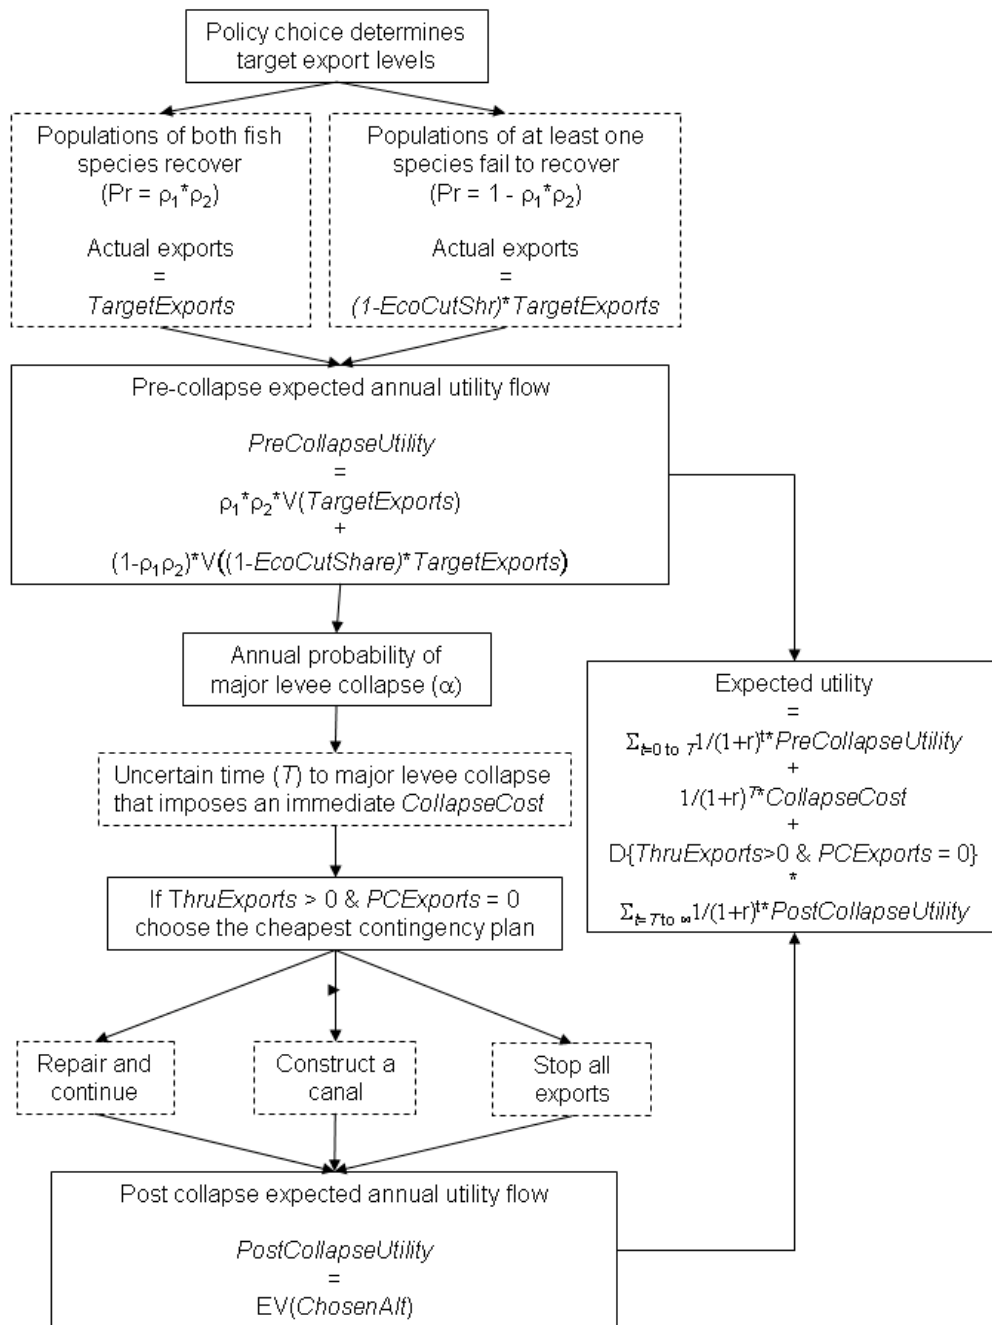 Policy choice determines
target export levels
Populations of both fish
species recover
(Pr = ρ₁*ρ₂)
Actual exports
=
TargetExports
Populations of at least one
species fail to recover
(Pr = 1 - ρ₁*ρ₂)
Actual exports
=
(1-EcoCutShr)*TargetExports
Pre-collapse expected annual utility flow
PreCollapseUtility
=
ρ₁*ρ₂*V(TargetExports)
+
(1-ρ₁ρ₂)*V((1-EcoCutShare)*TargetExports)
Annual probability of
major levee collapse (α)
Uncertain time (T) to major levee collapse
that imposes an immediate CollapseCost
If ThruExports > 0 & PCExports = 0
choose the cheapest contingency plan
Repair and
continue
Construct a
canal
Stop all
exports
Post collapse expected annual utility flow
PostCollapseUtility
=
EV(ChosenAlt)
Expected utility
=
Σt=0 to T1/(1+r)^t*PreCollapseUtility
+
1/(1+r)^T*CollapseCost
+
D{ThruExports>0 & PCExports = 0}
*
Σt=T to ∞1/(1+r)^t*PostCollapseUtility